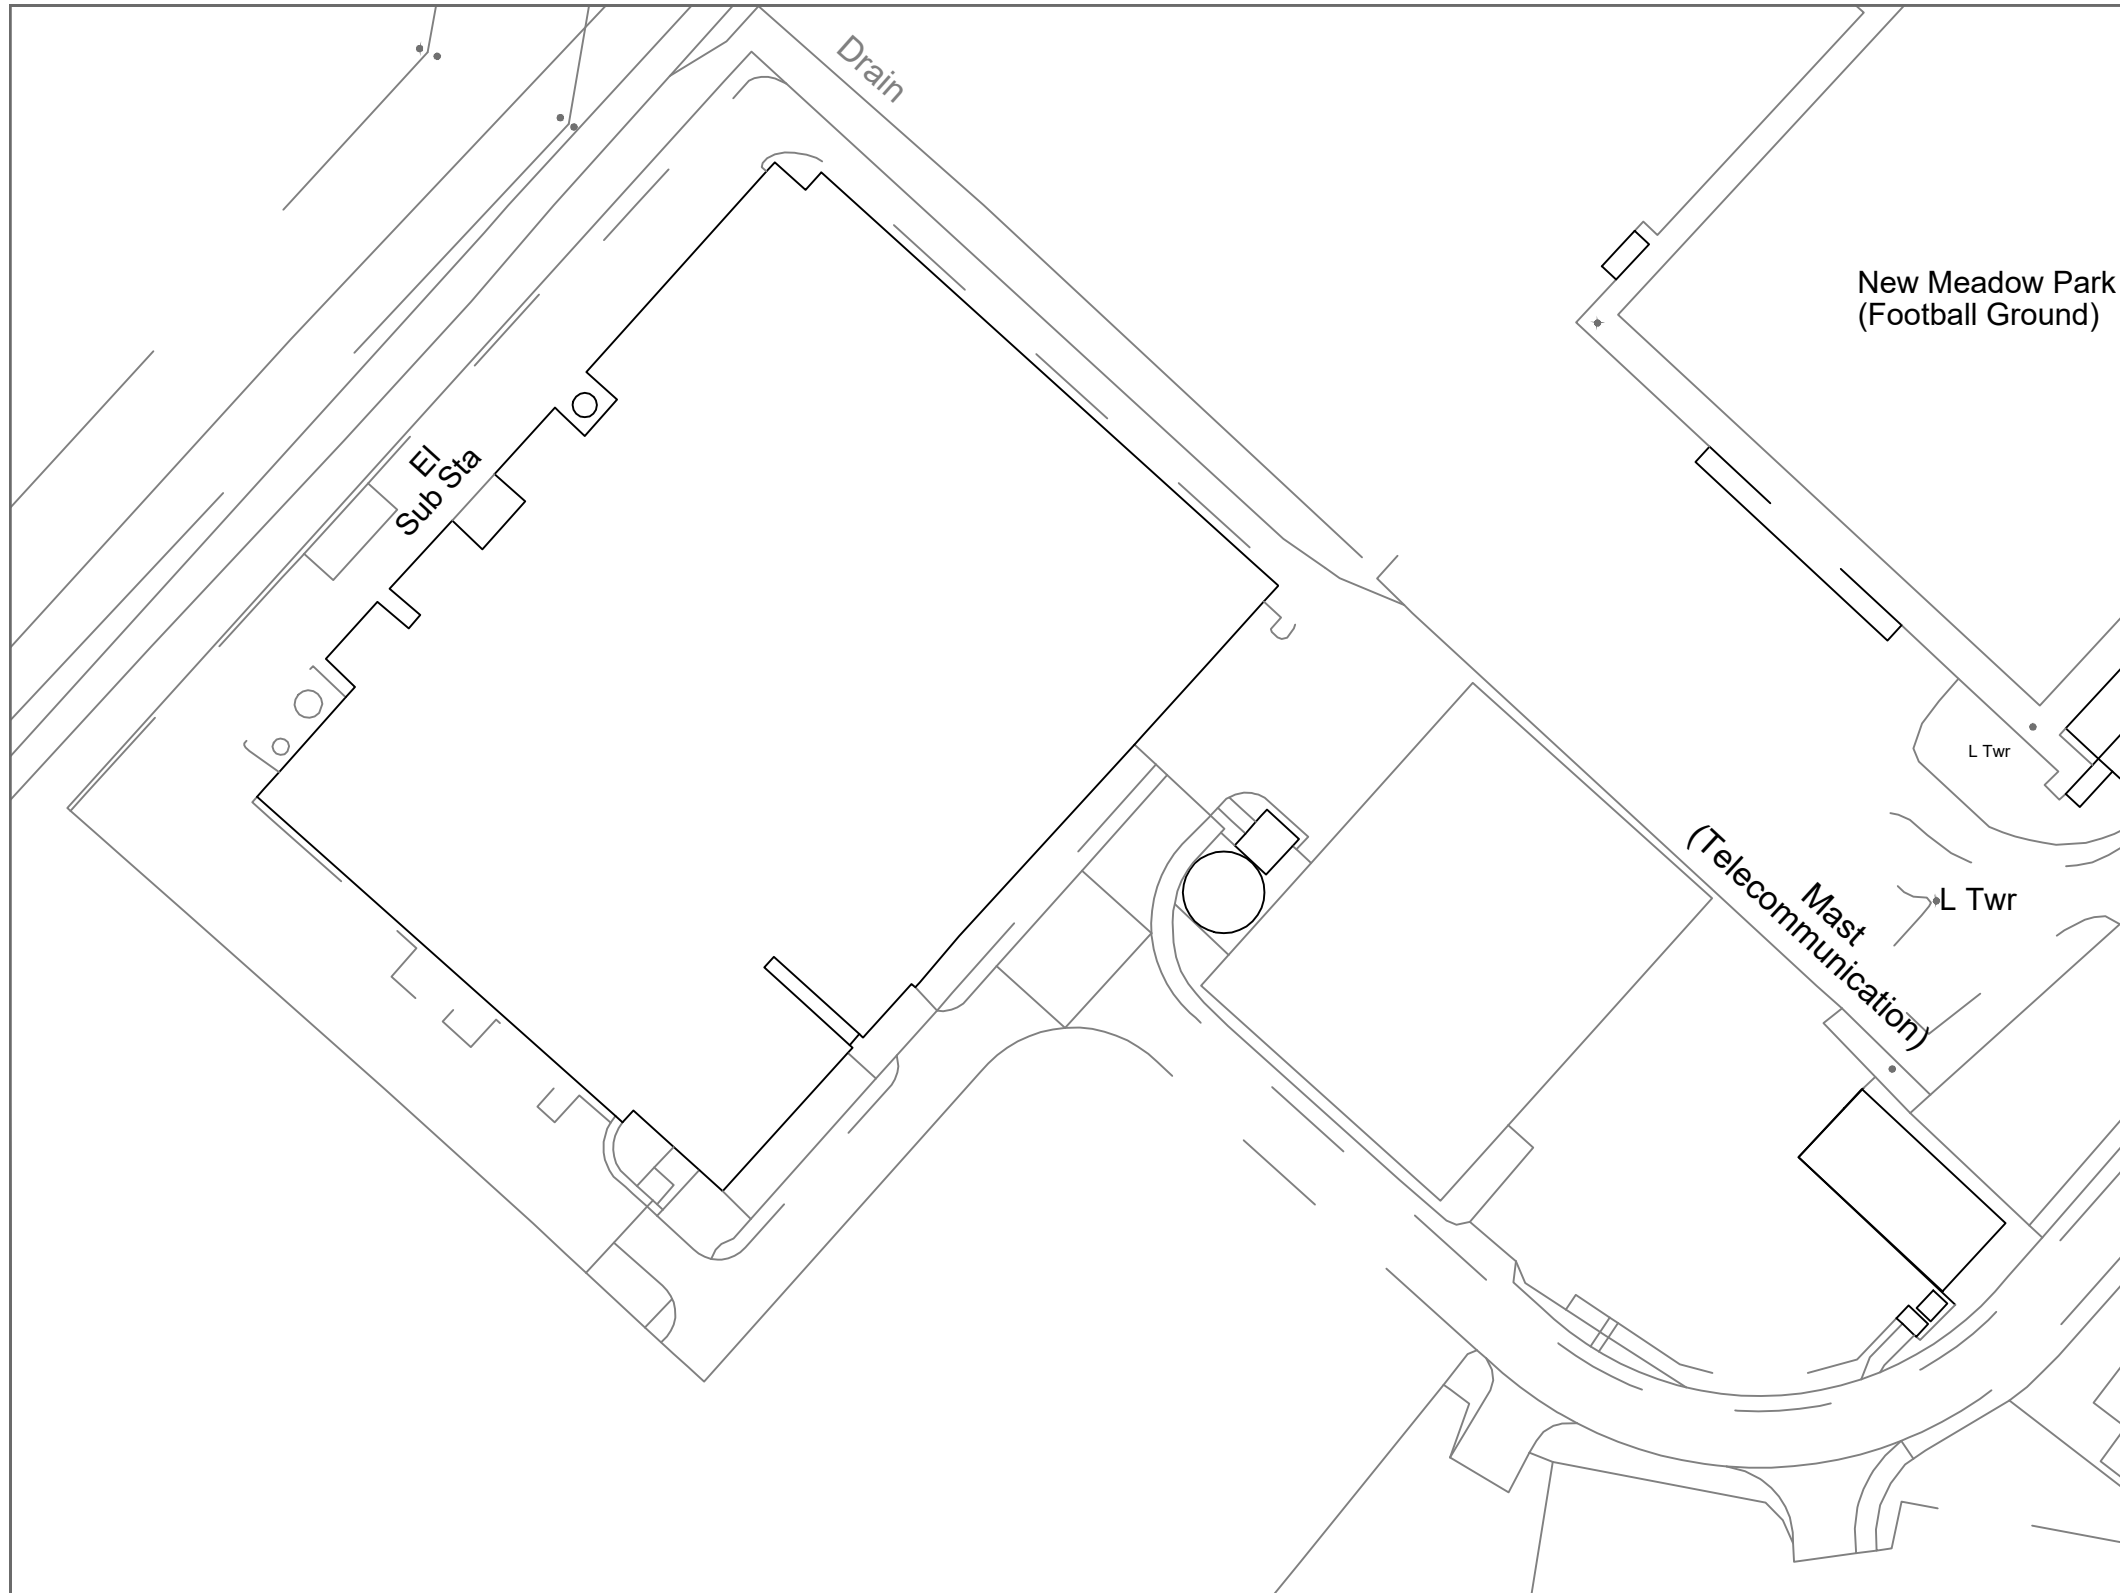 Drain
New Meadow Park
(Football Ground)
El
Sub Sta
L Twr
L Twr
Mast
(Telecommunication)